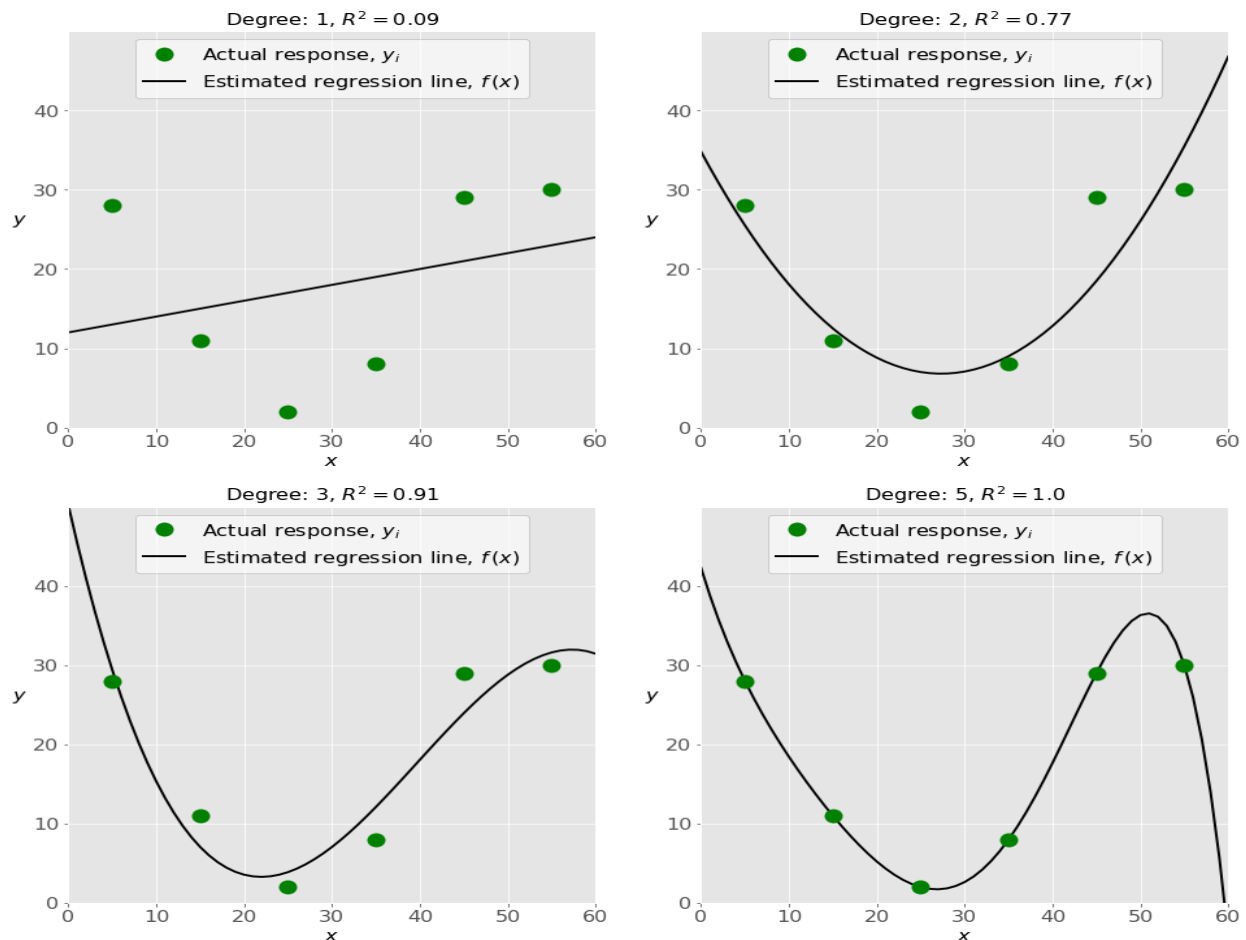 Degree: 1, R² = 0.09
Actual response, yᵢ
Estimated regression line, f(x)
40
30
20
10
0
y
0 10 20 30 40 50 60
x
Degree: 2, R² = 0.77
Actual response, yᵢ
Estimated regression line, f(x)
40
30
20
10
0
y
0 10 20 30 40 50 60
x
Degree: 3, R² = 0.91
Actual response, yᵢ
Estimated regression line, f(x)
40
30
20
10
0
y
0 10 20 30 40 50 60
x
Degree: 5, R² = 1.0
Actual response, yᵢ
Estimated regression line, f(x)
40
30
20
10
0
y
0 10 20 30 40 50 60
x